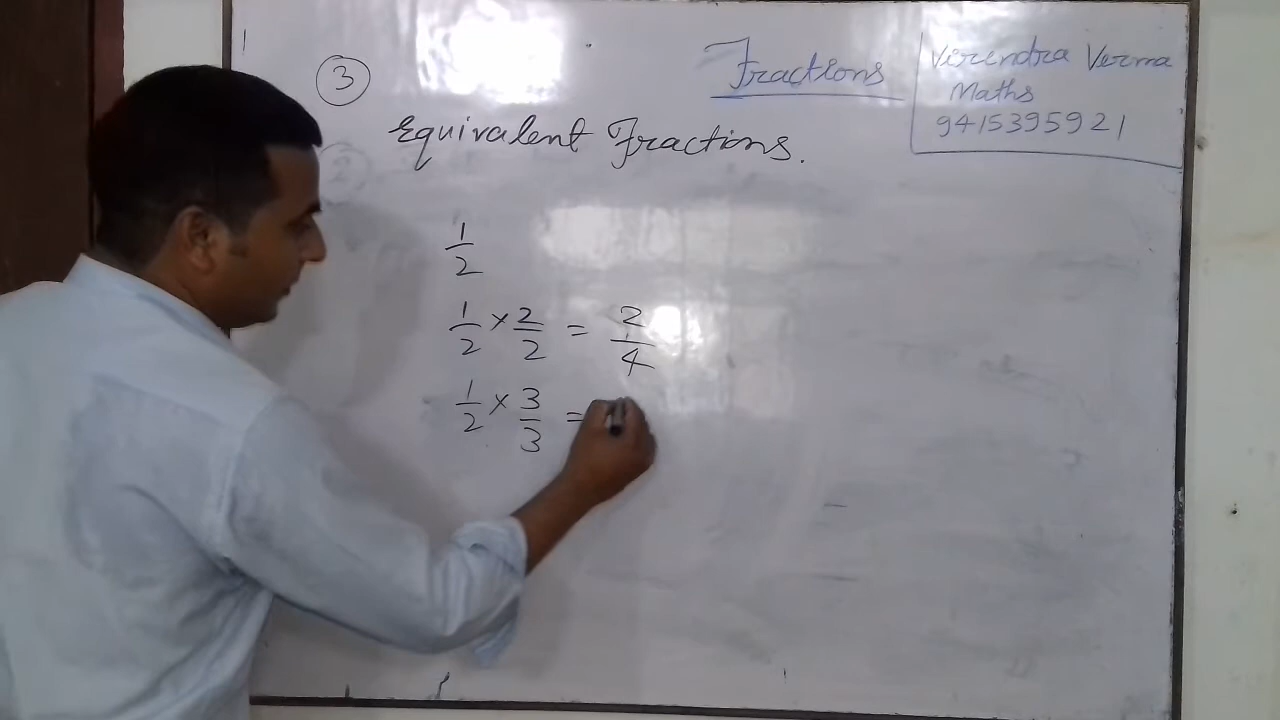 3
Fractions
Virendra Verma
Maths
9415395921
Equivalent Fractions.
1/2
1/2 × 2/2 = 2/4
1/2 × 3/3 =